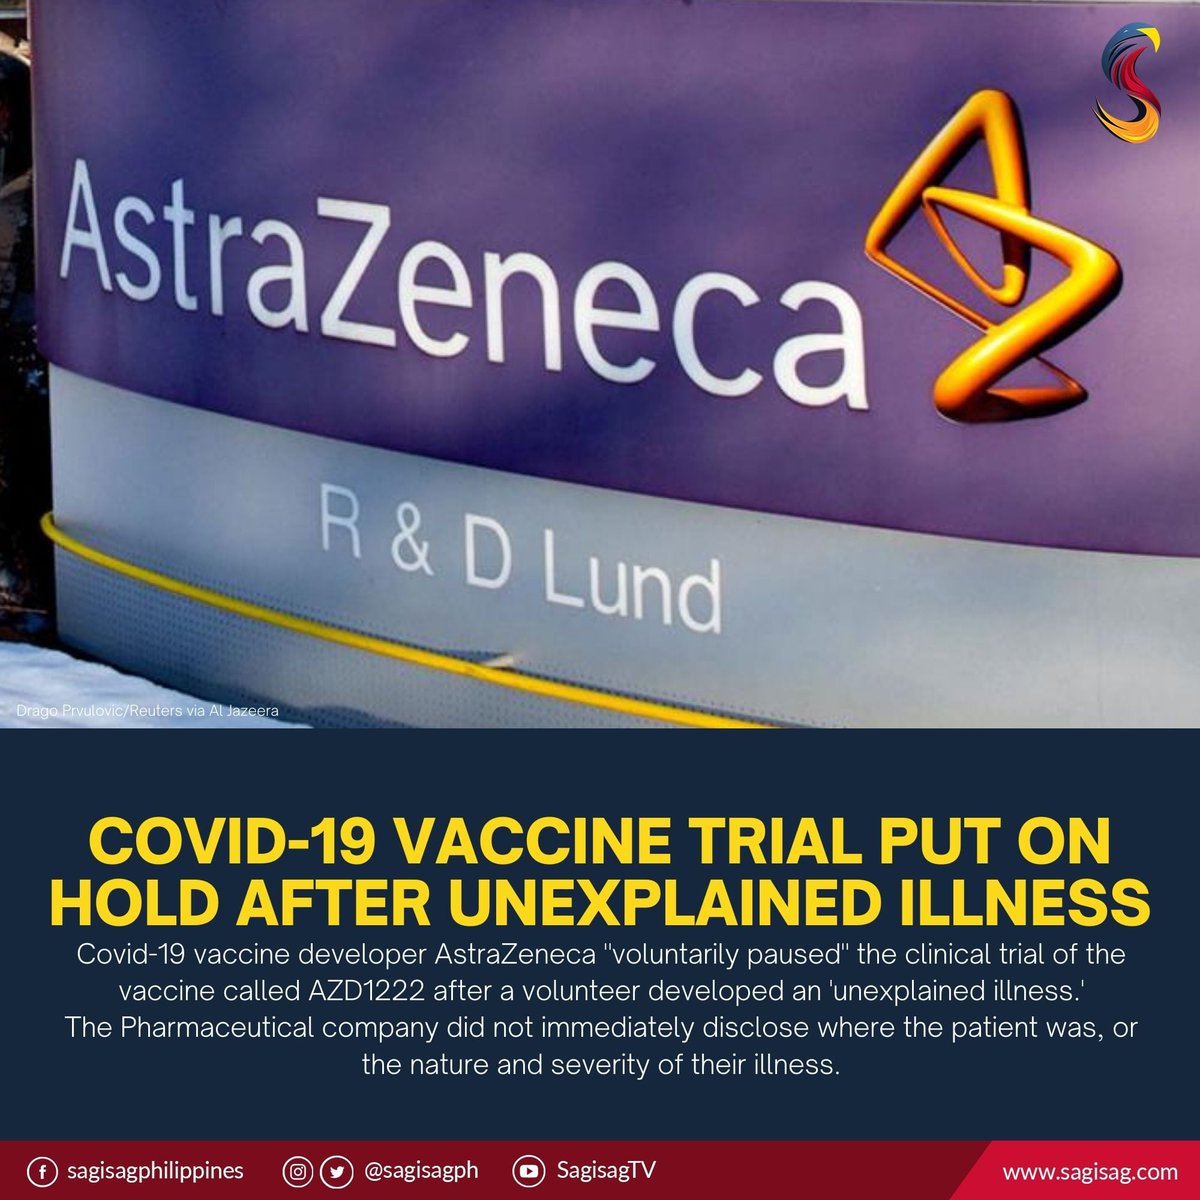 AstraZeneca
R & D Lund
Drago Prvulovic/Reuters via Al Jazeera
COVID-19 VACCINE TRIAL PUT ON
HOLD AFTER UNEXPLAINED ILLNESS
Covid-19 vaccine developer AstraZeneca "voluntarily paused" the clinical trial of the
vaccine called AZD1222 after a volunteer developed an 'unexplained illness.'
The Pharmaceutical company did not immediately disclose where the patient was, or
the nature and severity of their illness.
sagisagphilippines @sagisagph SagisagTV www.sagisag.com